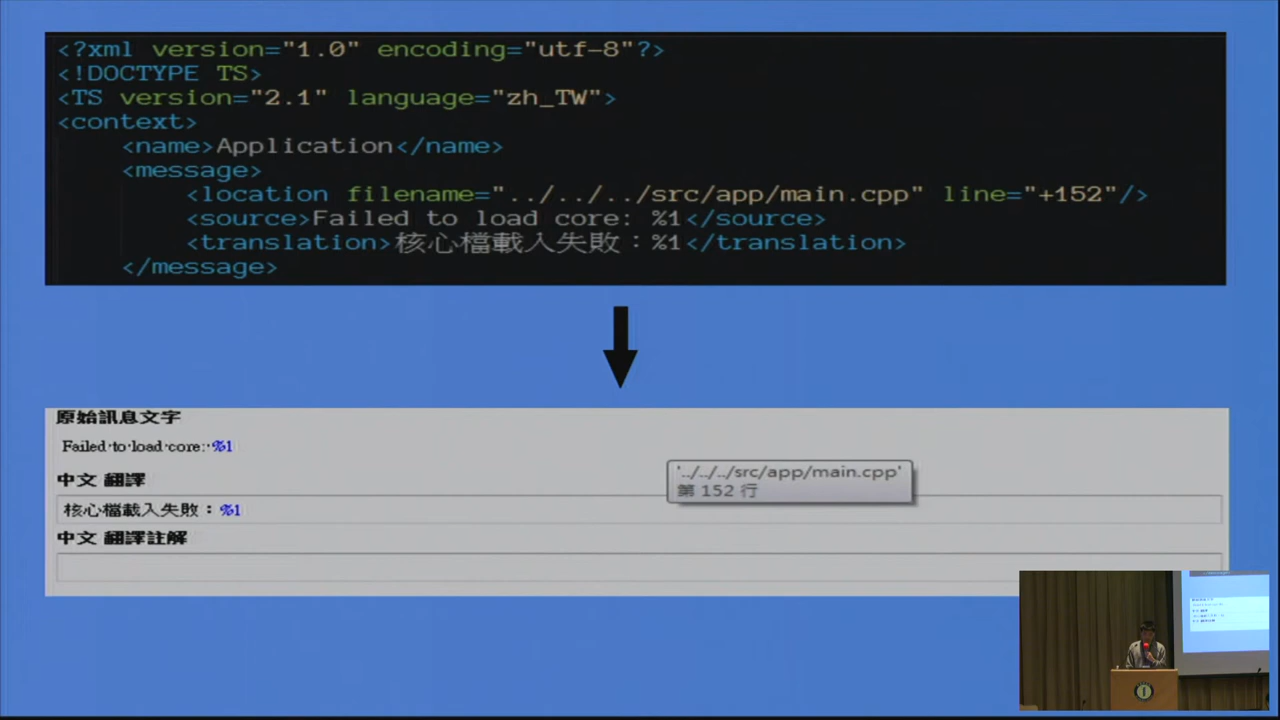 <?xml version="1.0" encoding="utf-8"?>
<!DOCTYPE TS>
<TS version="2.1" language="zh_TW">
<context>
<name>Application</name>
<message>
<location filename="../../../src/app/main.cpp" line="+152"/>
<source>Failed to load core: %1</source>
<translation>核心檔載入失敗：%1</translation>
</message>
原始訊息文字
Failed·to·load·core:·%1
'../../../src/app/main.cpp'
第 152 行
中文 翻譯
核心檔載入失敗：%1
中文 翻譯註解